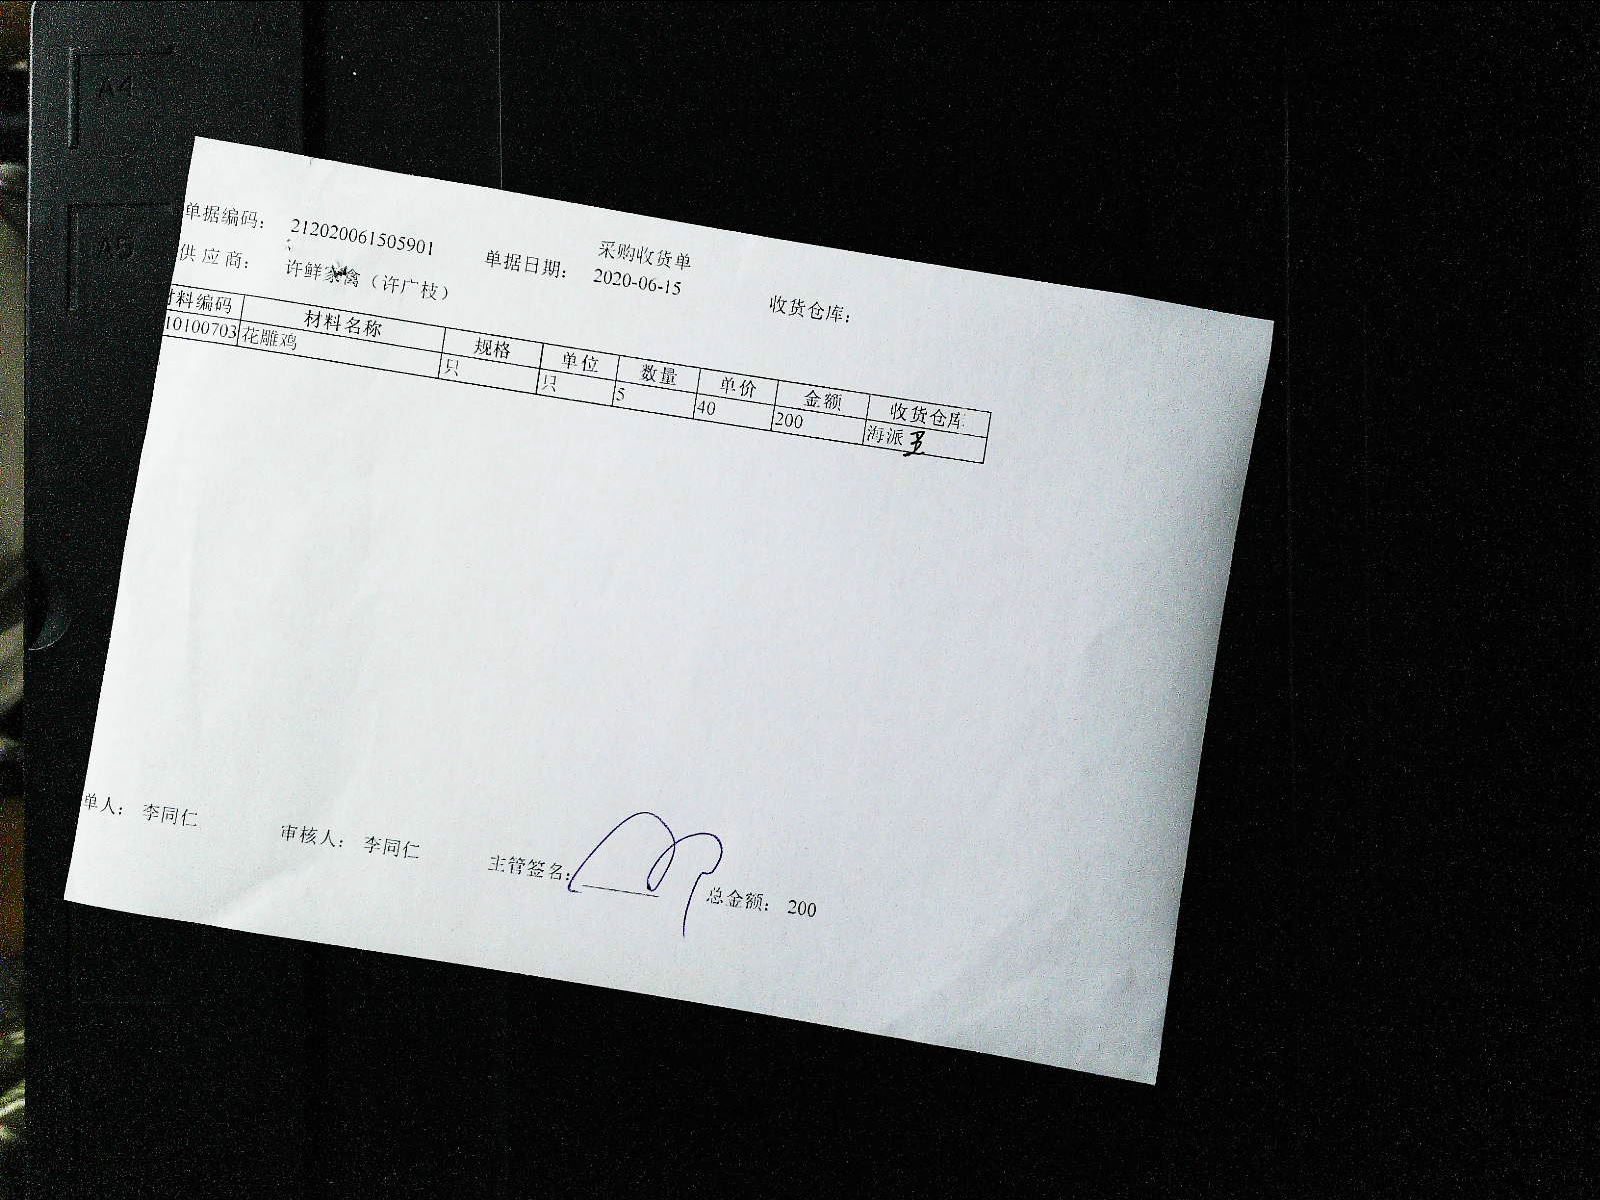 采购收货单
单据编码： 212020061505901 单据日期： 2020-06-15 收货仓库：
供应商： 许鲜家禽（许广枝）
材料编码 材料名称 规格 单位 数量 单价 金额 收货仓库
10100703 花雕鸡 只 只 5 40 200 海派
单人： 李同仁 审核人： 李同仁 主管签名： 总金额： 200
A4
A5